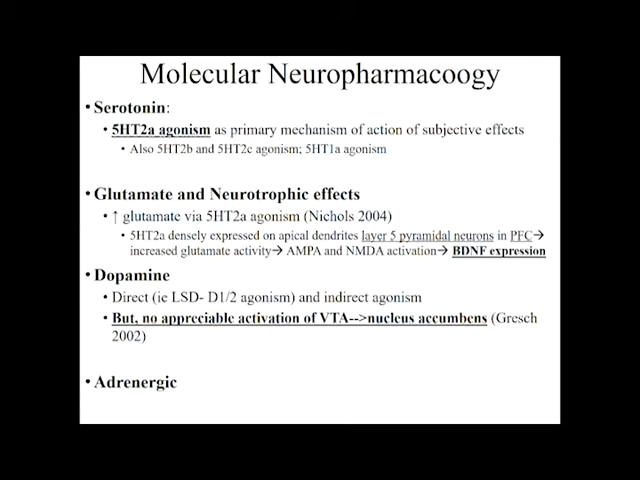 Molecular Neuropharmacoogy
• Serotonin:
• 5HT2a agonism as primary mechanism of action of subjective effects
• Also 5HT2b and 5HT2c agonism; 5HT1a agonism
• Glutamate and Neurotrophic effects
• ↑ glutamate via 5HT2a agonism (Nichols 2004)
• 5HT2a densely expressed on apical dendrites layer 5 pyramidal neurons in PFC→
increased glutamate activity→ AMPA and NMDA activation→ BDNF expression
• Dopamine
• Direct (ie LSD- D1/2 agonism) and indirect agonism
• But, no appreciable activation of VTA-->nucleus accumbens (Gresch
2002)
• Adrenergic